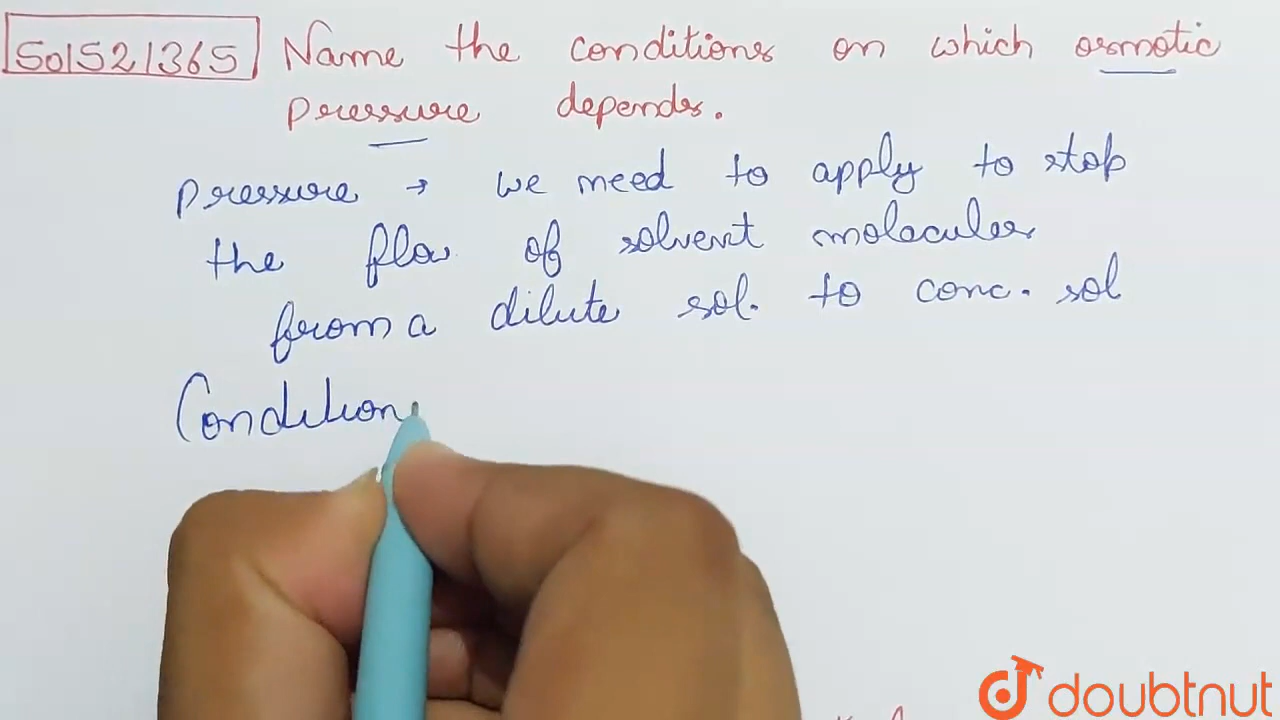 501521365 Name the conditions on which osmotic
pressure depends.
pressure → we need to apply to stop
the flow of solvent molecules
from a dilute sol. to conc. sol
Condition
doubtnut